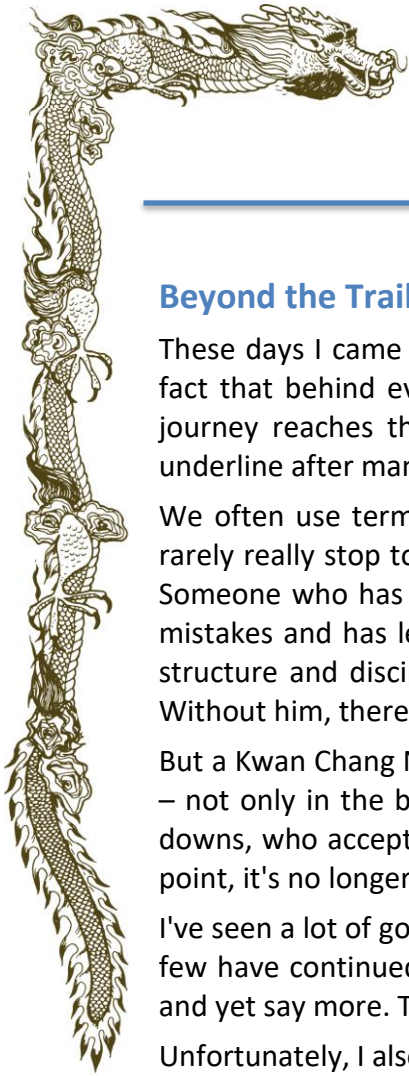 Beyond the Trail
These days I came
fact that behind ev
journey reaches th
underline after mar
We often use term
rarely really stop to
Someone who has
mistakes and has le
structure and disci
Without him, there
But a Kwan Chang
– not only in the b
downs, who accept
point, it's no longer
I've seen a lot of go
few have continued
and yet say more. T
Unfortunately, I also